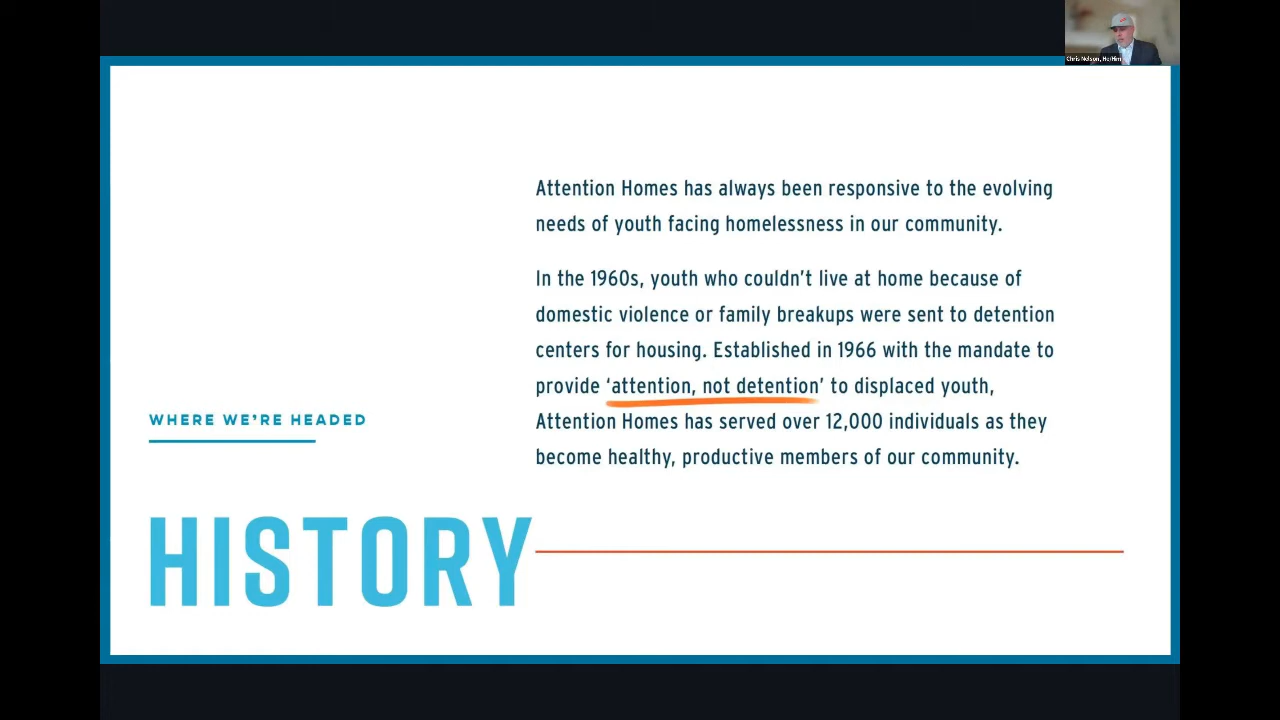 Chris Nelson, He/Him
Attention Homes has always been responsive to the evolving
needs of youth facing homelessness in our community.
In the 1960s, youth who couldn't live at home because of
domestic violence or family breakups were sent to detention
centers for housing. Established in 1966 with the mandate to
provide ‘attention, not detention’ to displaced youth,
Attention Homes has served over 12,000 individuals as they
become healthy, productive members of our community.
WHERE WE'RE HEADED
HISTORY